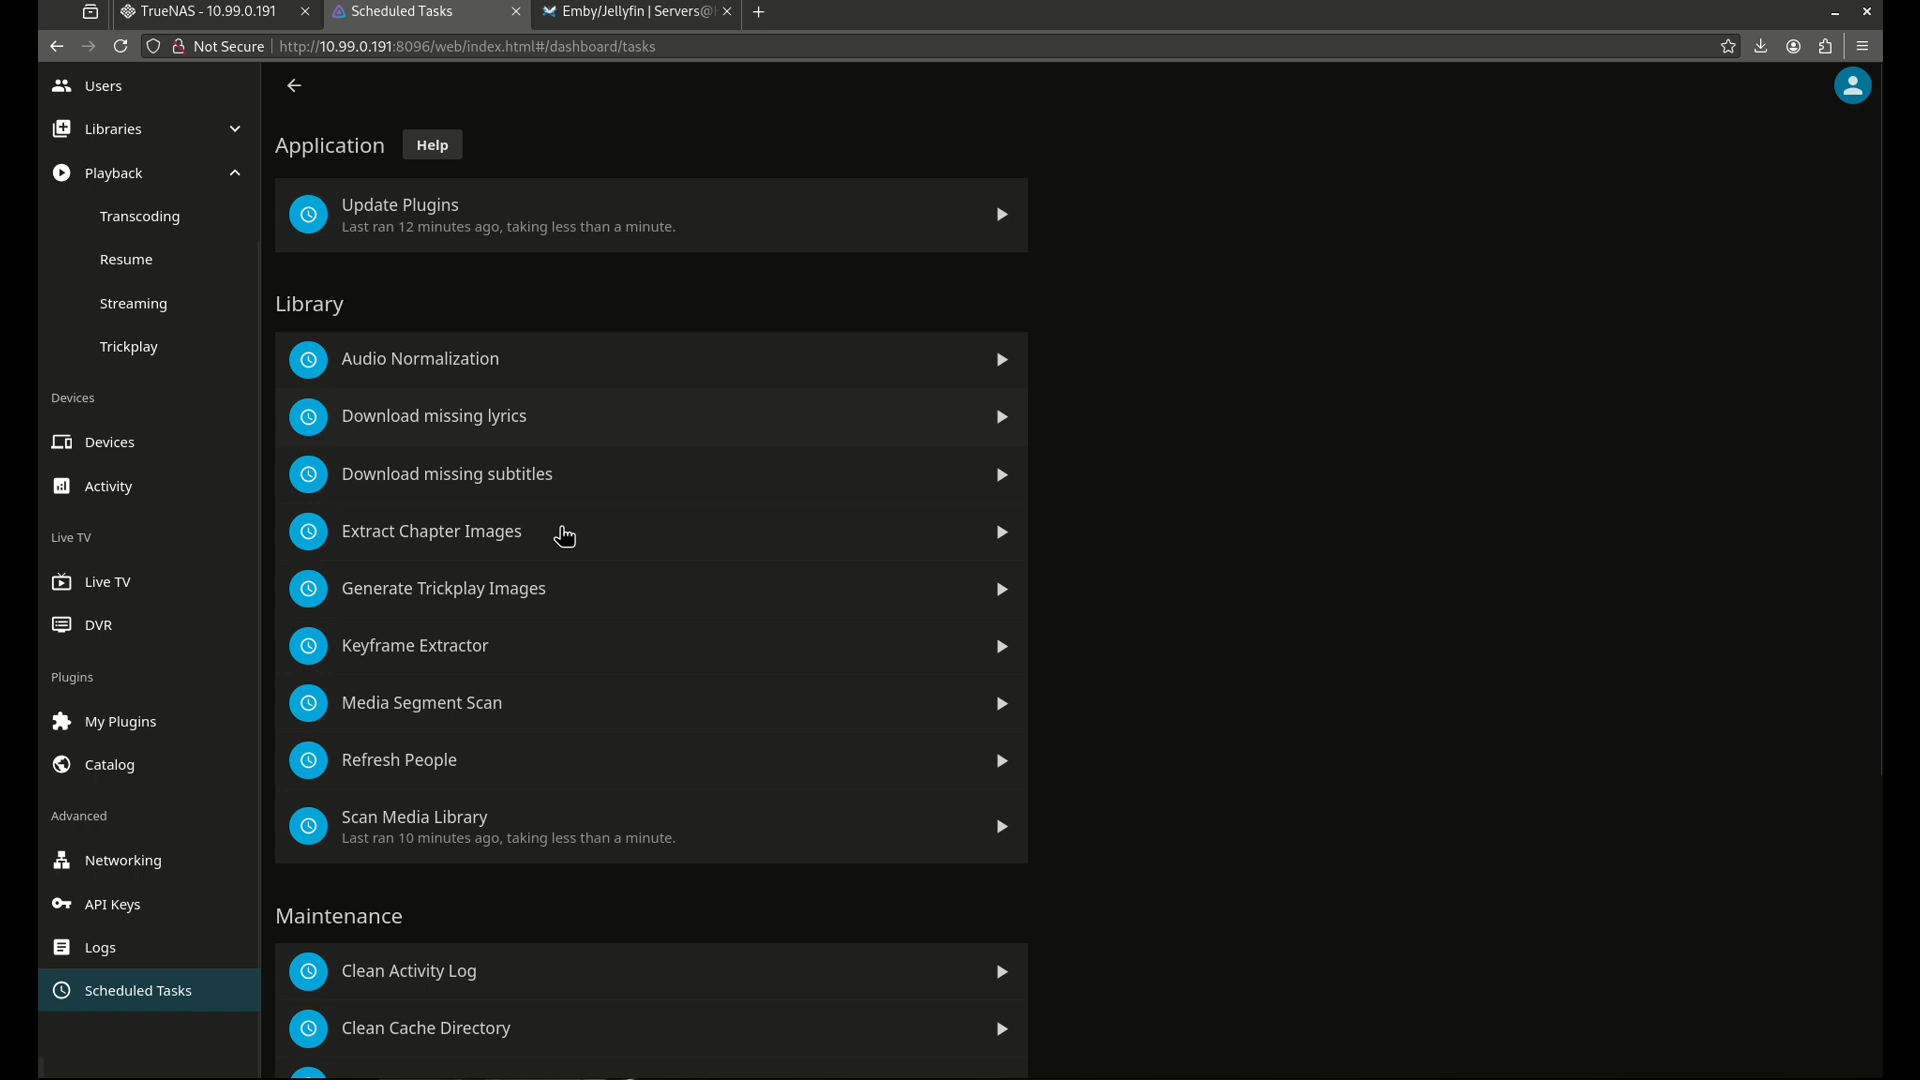 TrueNAS - 10.99.0.191
Scheduled Tasks
Emby/Jellyfin | Servers@
Not Secure
http://10.99.0.191:8096/web/index.html#/dashboard/tasks
Users
Libraries
Playback
Transcoding
Resume
Streaming
Trickplay
Devices
Devices
Activity
Live TV
Live TV
DVR
Plugins
My Plugins
Catalog
Advanced
Networking
API Keys
Logs
Scheduled Tasks
Application
Help
Update Plugins
Last ran 12 minutes ago, taking less than a minute.
Library
Audio Normalization
Download missing lyrics
Download missing subtitles
Extract Chapter Images
Generate Trickplay Images
Keyframe Extractor
Media Segment Scan
Refresh People
Scan Media Library
Last ran 10 minutes ago, taking less than a minute.
Maintenance
Clean Activity Log
Clean Cache Directory